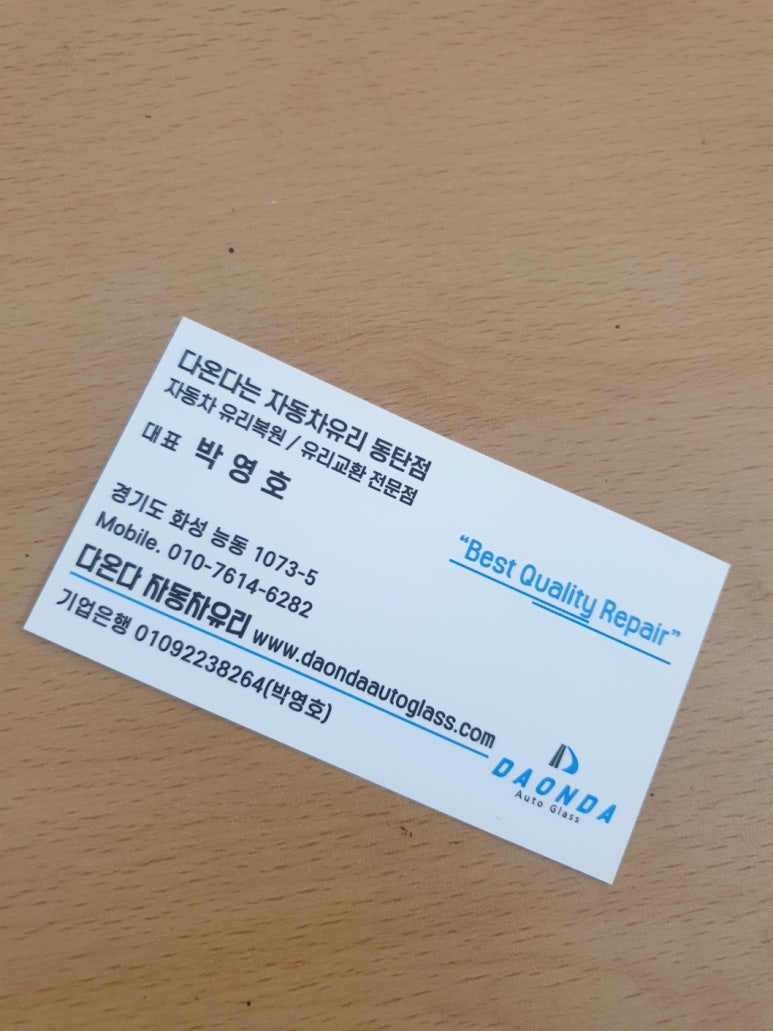 다온다는 자동차유리 동탄점
자동차 유리복원 / 유리교환 전문점
대표 박영호
경기도 화성 능동 1073-5
Mobile. 010-7614-6282
다온다 자동차유리 www.daondaautoglass.com
기업은행 01092238264(박영호)
“Best Quality Repair”
DAONDA
Auto Glass